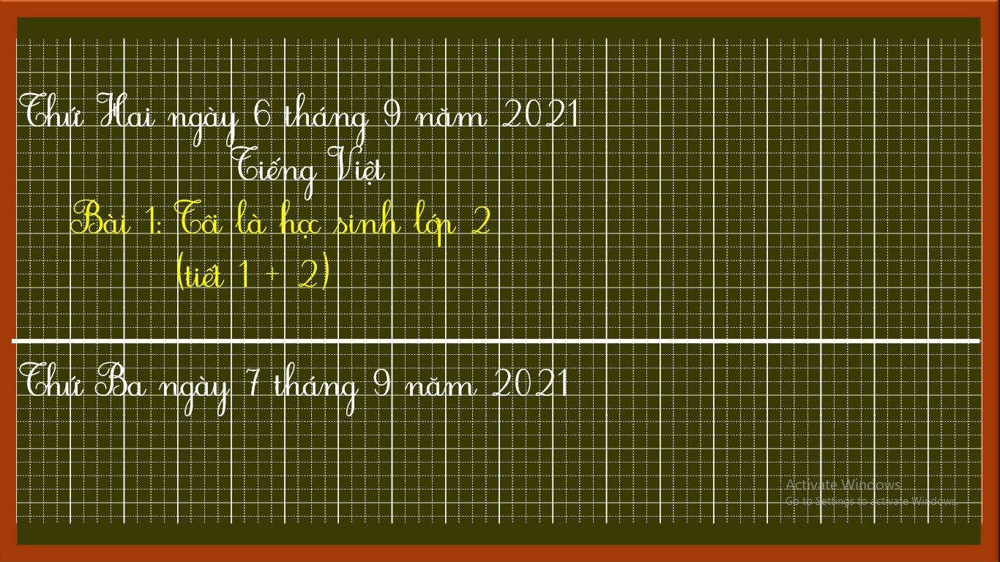 Thứ Hai ngày 6 tháng 9 năm 2021
Tiếng Việt
Bài 1: Tôi là học sinh lớp 2
(tiết 1 + 2)
Thứ Ba ngày 7 tháng 9 năm 2021
Activate Windows
Go to Settings to activate Windows.